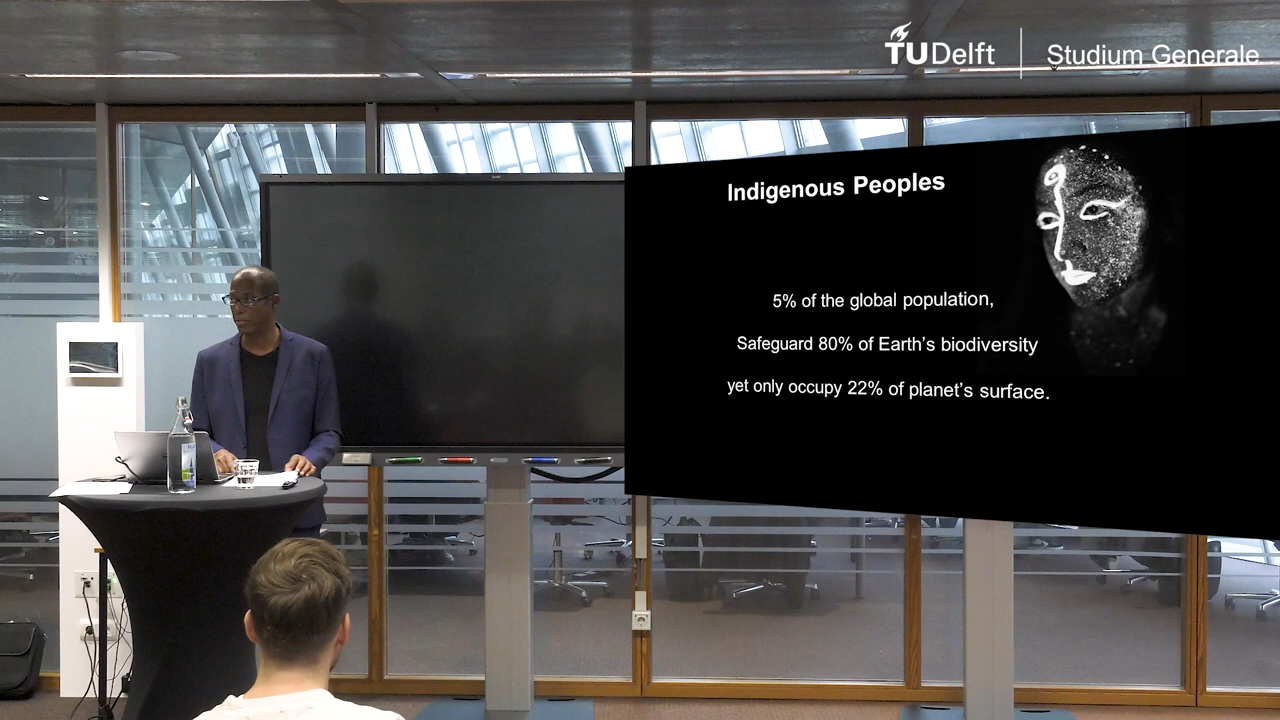 TUDelft
Studium Generale
Indigenous Peoples
5% of the global population,
Safeguard 80% of Earth's biodiversity
yet only occupy 22% of planet's surface.